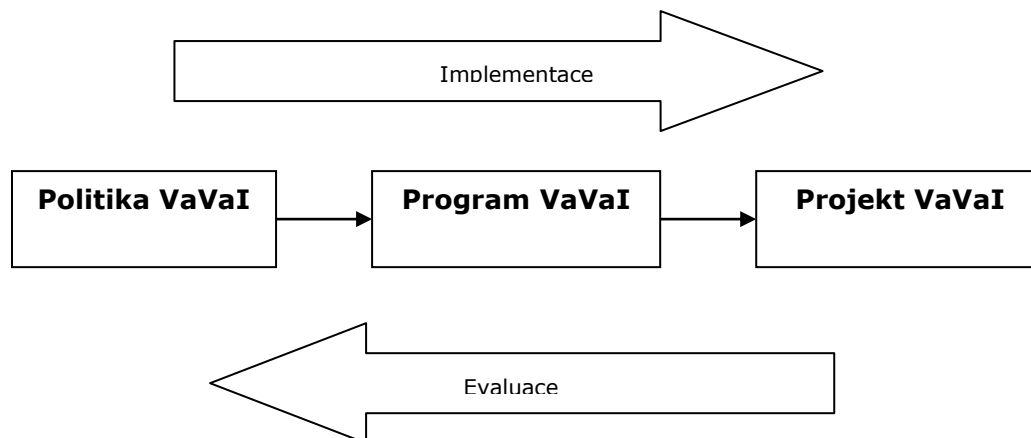 Implementace
Politika VaVaI
Program VaVaI
Projekt VaVaI
Evaluace